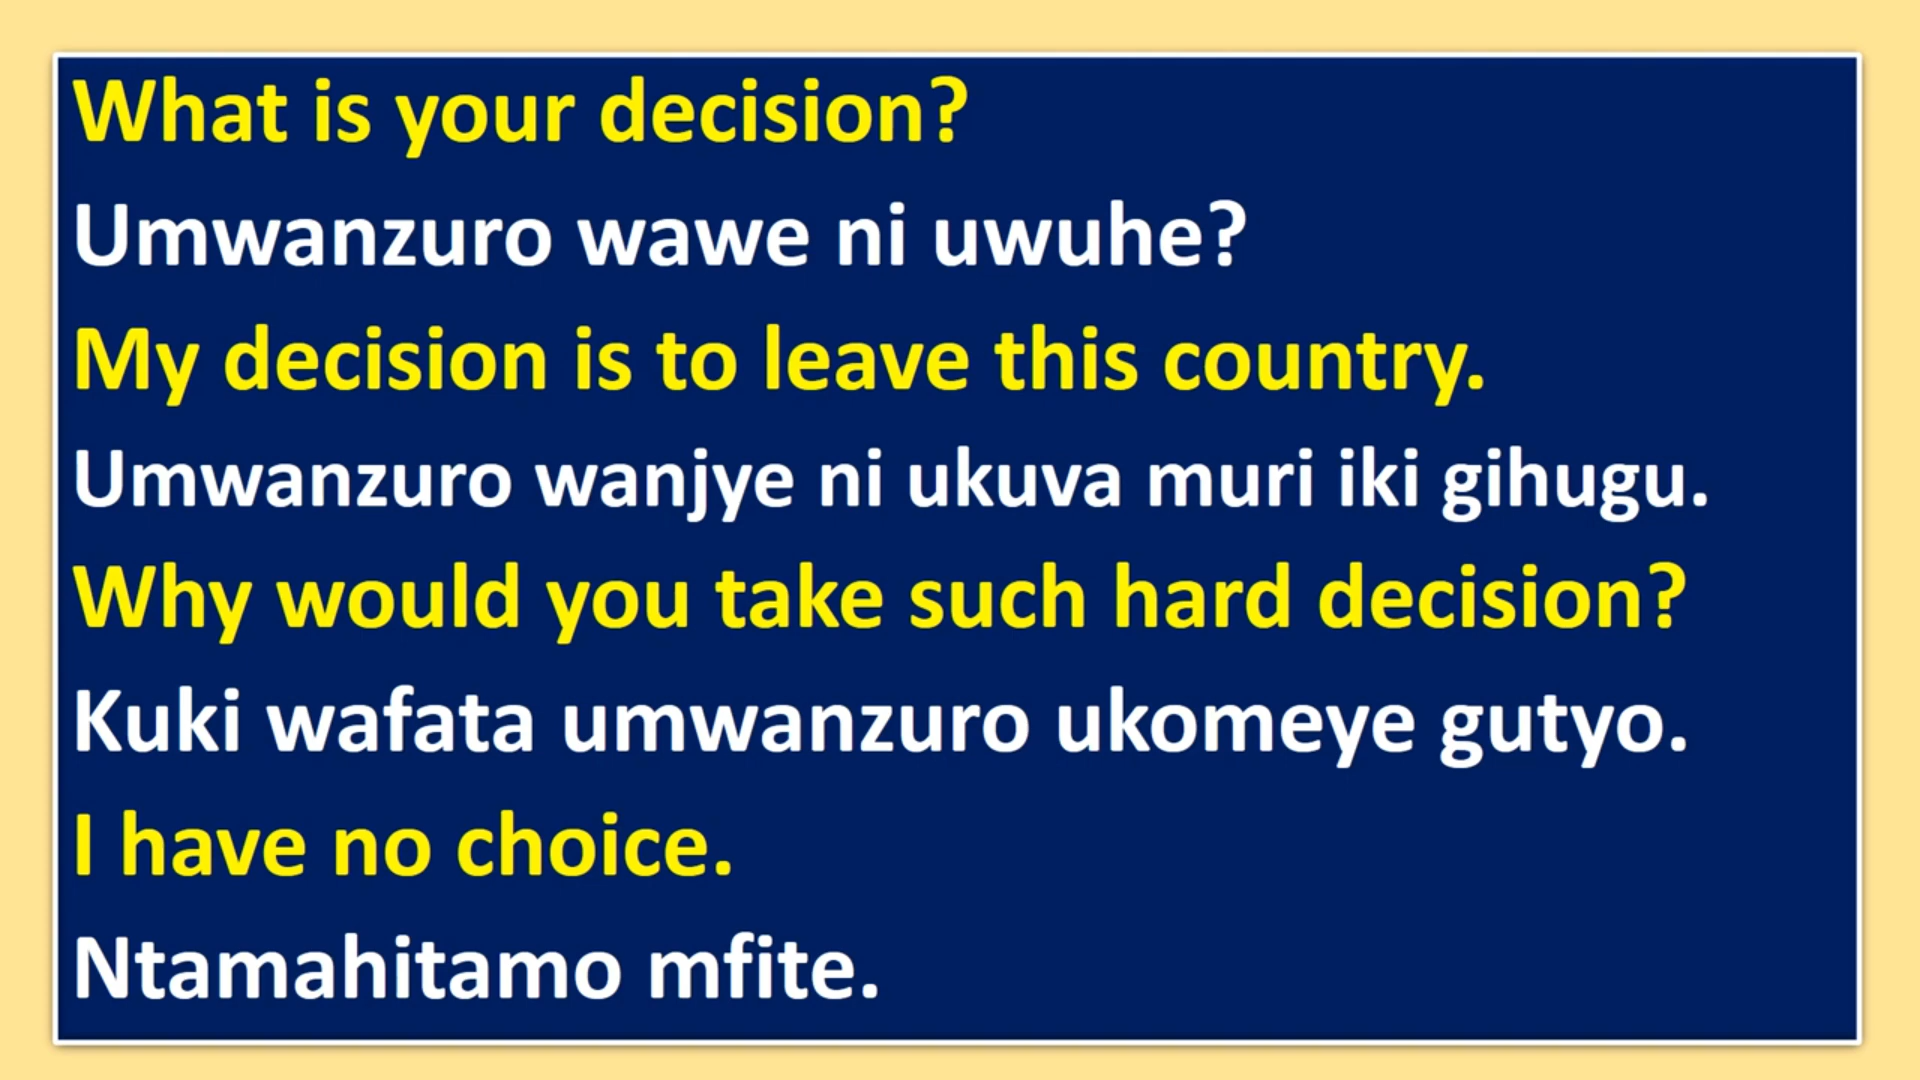 What is your decision?
Umwanzuro wawe ni uwuhe?
My decision is to leave this country.
Umwanzuro wanjye ni ukuva muri iki gihugu.
Why would you take such hard decision?
Kuki wafata umwanzuro ukomeye gutyo.
I have no choice.
Ntamahitamo mfite.